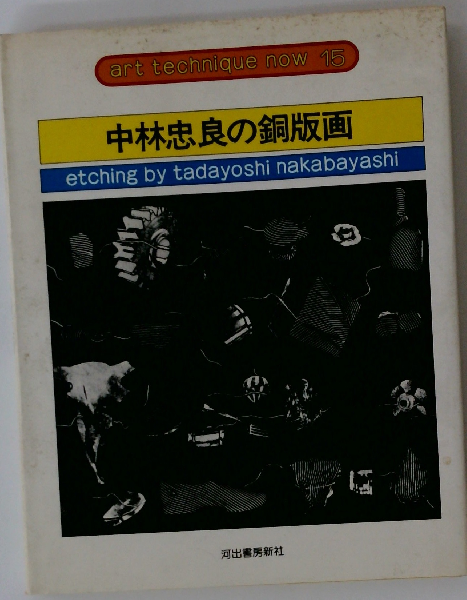 art technique now 15
中林忠良の銅版画
etching by tadayoshi nakabayashi
河出書房新社